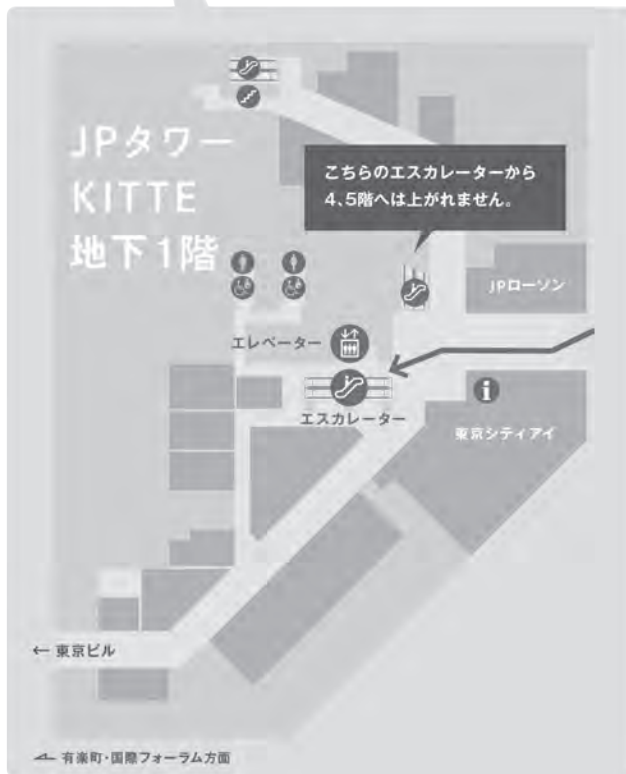 JPタワー
KITTE
地下1階
こちらのエスカレーターから
4、5階へは上がれません。
JPローソン
エレベーター
エスカレーター
東京シティアイ
← 東京ビル
有楽町・国際フォーラム方面